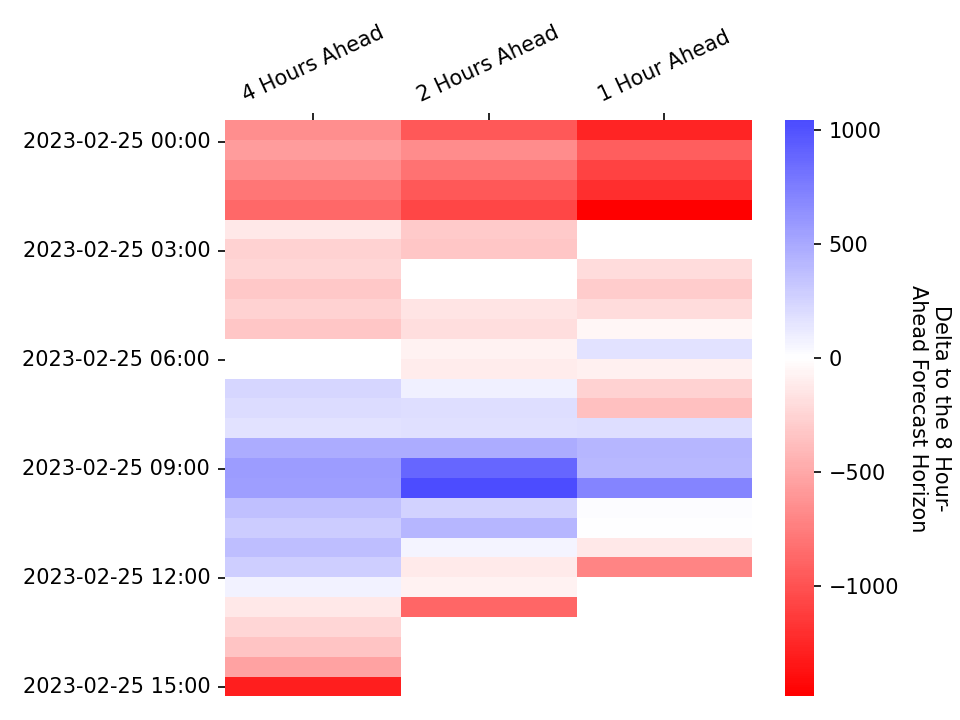 4 Hours Ahead
2 Hours Ahead
1 Hour Ahead
2023-02-25 00:00
2023-02-25 03:00
2023-02-25 06:00
2023-02-25 09:00
2023-02-25 12:00
2023-02-25 15:00
1000
500
0
−500
−1000
Delta to the 8 Hour-
Ahead Forecast Horizon